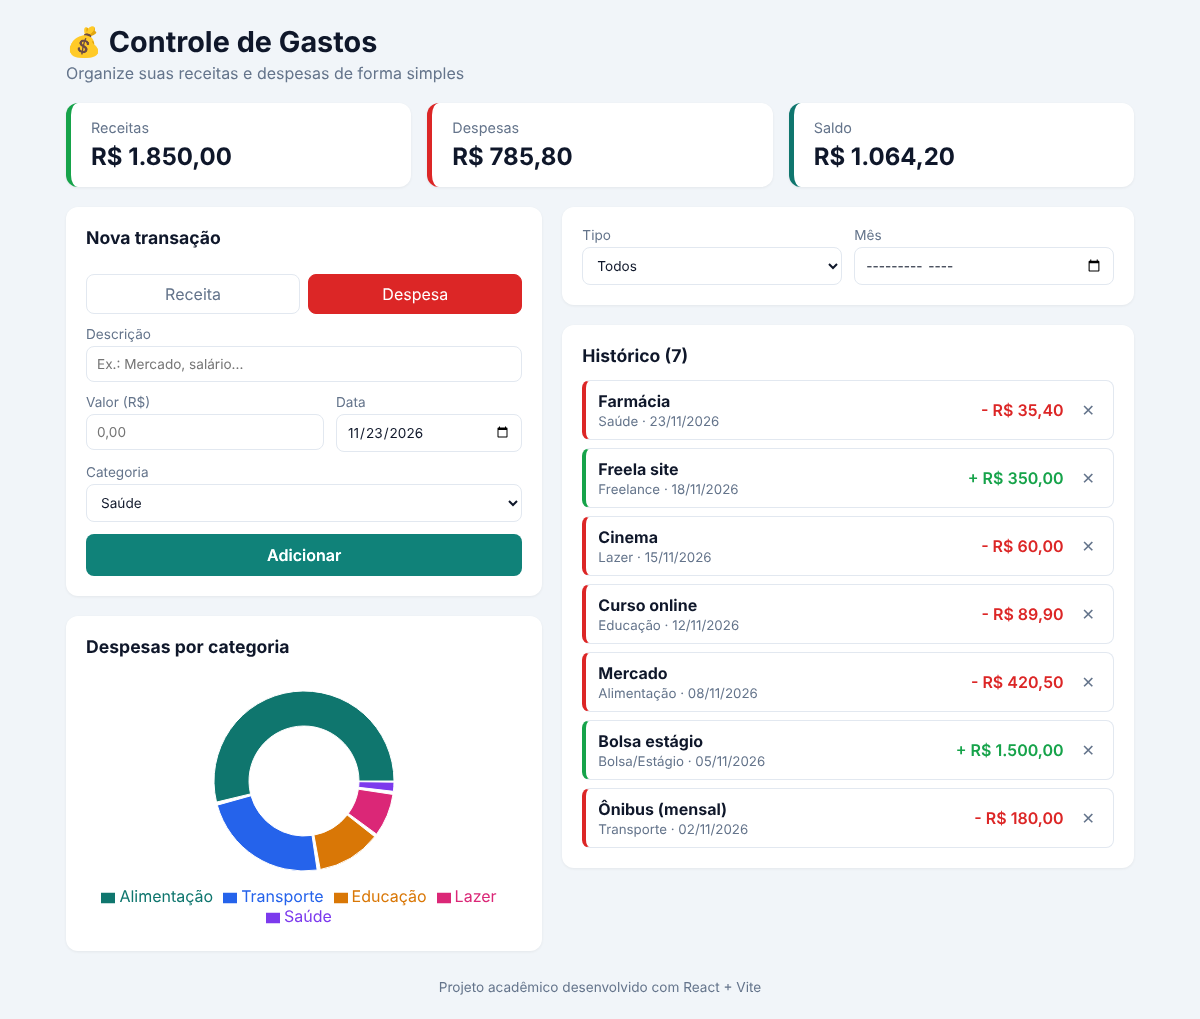 💰 Controle de Gastos
Organize suas receitas e despesas de forma simples
Receitas
R$ 1.850,00
Despesas
R$ 785,80
Saldo
R$ 1.064,20
Nova transação
Receita
Despesa
Descrição
Ex.: Mercado, salário...
Valor (R$)
0,00
Data
11/23/2026
Categoria
Saúde
Adicionar
Despesas por categoria
Alimentação Transporte Educação Lazer
Saúde
Tipo
Todos
Mês
--------- ----
Histórico (7)
Farmácia
Saúde · 23/11/2026
- R$ 35,40 ✕
Freela site
Freelance · 18/11/2026
+ R$ 350,00 ✕
Cinema
Lazer · 15/11/2026
- R$ 60,00 ✕
Curso online
Educação · 12/11/2026
- R$ 89,90 ✕
Mercado
Alimentação · 08/11/2026
- R$ 420,50 ✕
Bolsa estágio
Bolsa/Estágio · 05/11/2026
+ R$ 1.500,00 ✕
Ônibus (mensal)
Transporte · 02/11/2026
- R$ 180,00 ✕
Projeto acadêmico desenvolvido com React + Vite